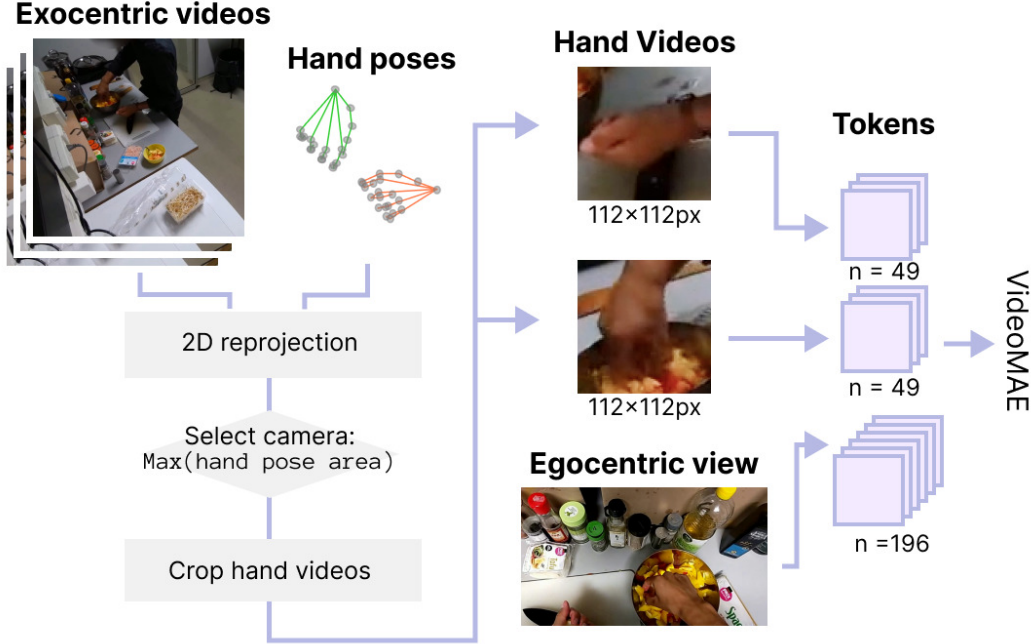 Exocentric videos
Hand poses
2D reprojection
Select camera:
Max(hand pose area)
Crop hand videos
Hand Videos
112×112px
112×112px
Egocentric view
Tokens
n = 49
n = 49
n =196
VideoMAE